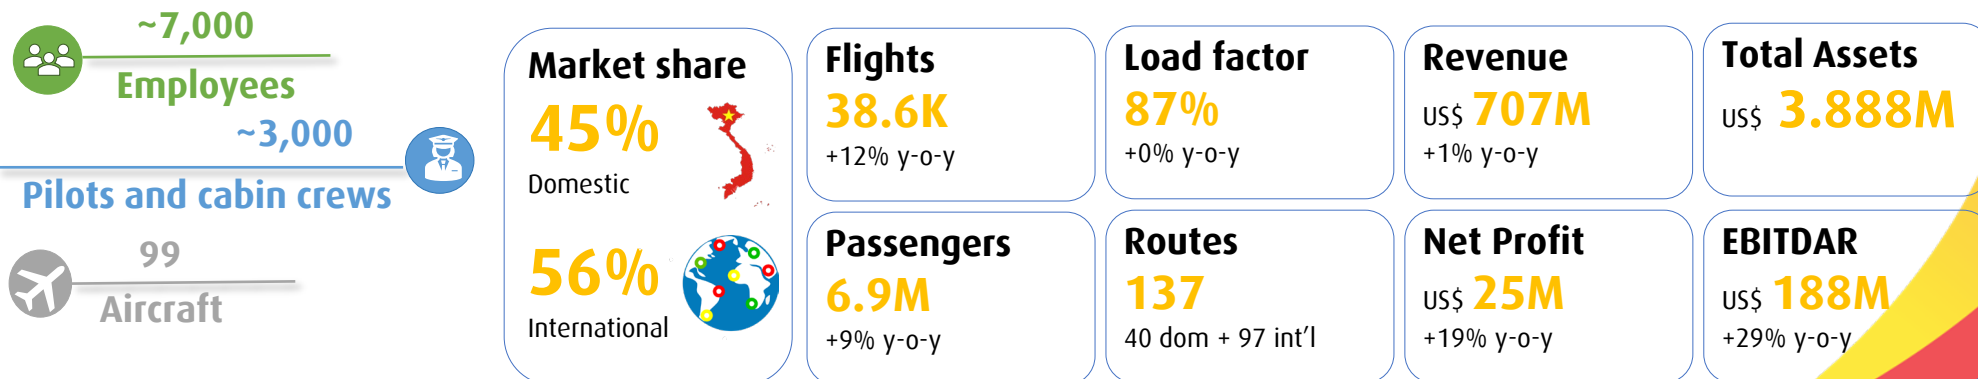 ~7,000
Employees
~3,000
Pilots and cabin crews
99
Aircraft
Market share
45%
Domestic
56%
International
Flights
38.6K
+12% y-o-y
Passengers
6.9M
+9% y-o-y
Load factor
87%
+0% y-o-y
Routes
137
40 dom + 97 int'l
Revenue
US$ 707M
+1% y-o-y
Net Profit
US$ 25M
+19% y-o-y
Total Assets
US$ 3.888M
EBITDAR
US$ 188M
+29% y-o-y